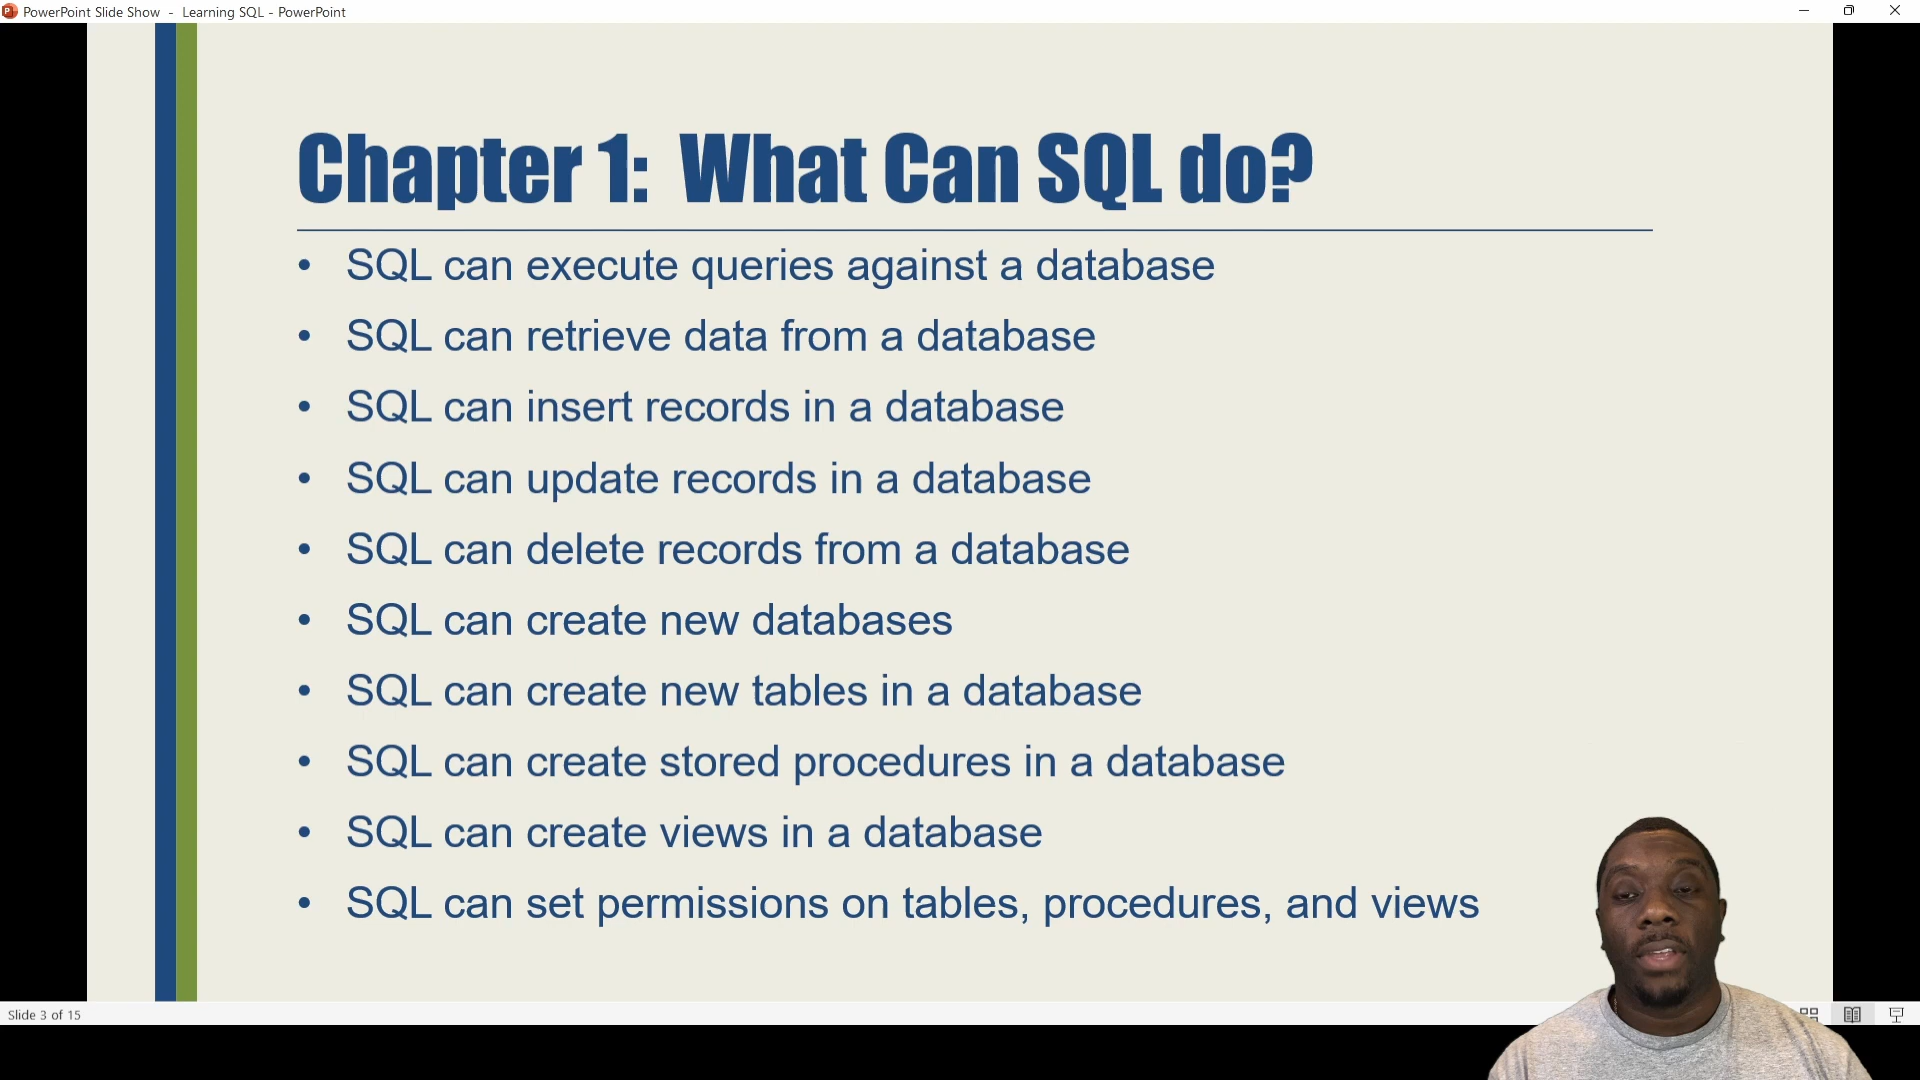 PowerPoint Slide Show - Learning SQL - PowerPoint
Chapter 1: What Can SQL do?
• SQL can execute queries against a database
• SQL can retrieve data from a database
• SQL can insert records in a database
• SQL can update records in a database
• SQL can delete records from a database
• SQL can create new databases
• SQL can create new tables in a database
• SQL can create stored procedures in a database
• SQL can create views in a database
• SQL can set permissions on tables, procedures, and views
Slide 3 of 15